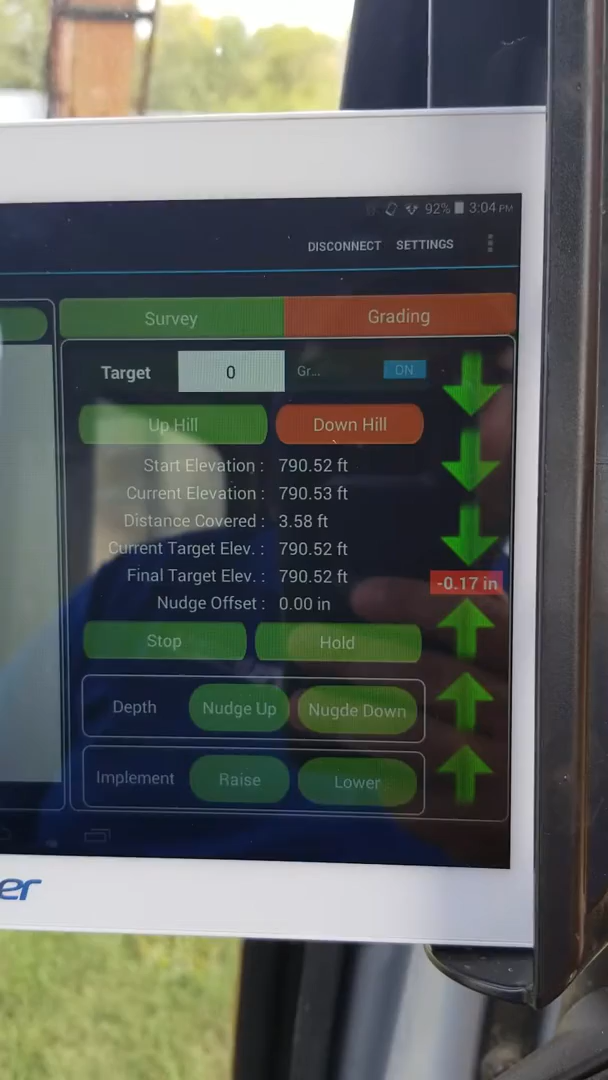 92% 3:04 PM
DISCONNECT SETTINGS
Survey Grading
Target 0 Gr... ON
Up Hill Down Hill
Start Elevation : 790.52 ft
Current Elevation : 790.53 ft
Distance Covered : 3.58 ft
Current Target Elev. : 790.52 ft
Final Target Elev. : 790.52 ft
-0.17 in
Nudge Offset : 0.00 in
Stop Hold
Depth Nudge Up Nugde Down
Implement Raise Lower
er